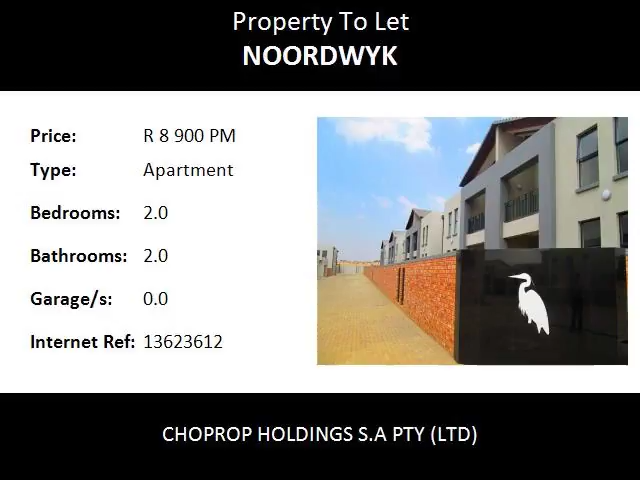 Property To Let
NOORDWYK
Price: R 8 900 PM
Type: Apartment
Bedrooms: 2.0
Bathrooms: 2.0
Garage/s: 0.0
Internet Ref: 13623612
CHOPROP HOLDINGS S.A PTY (LTD)